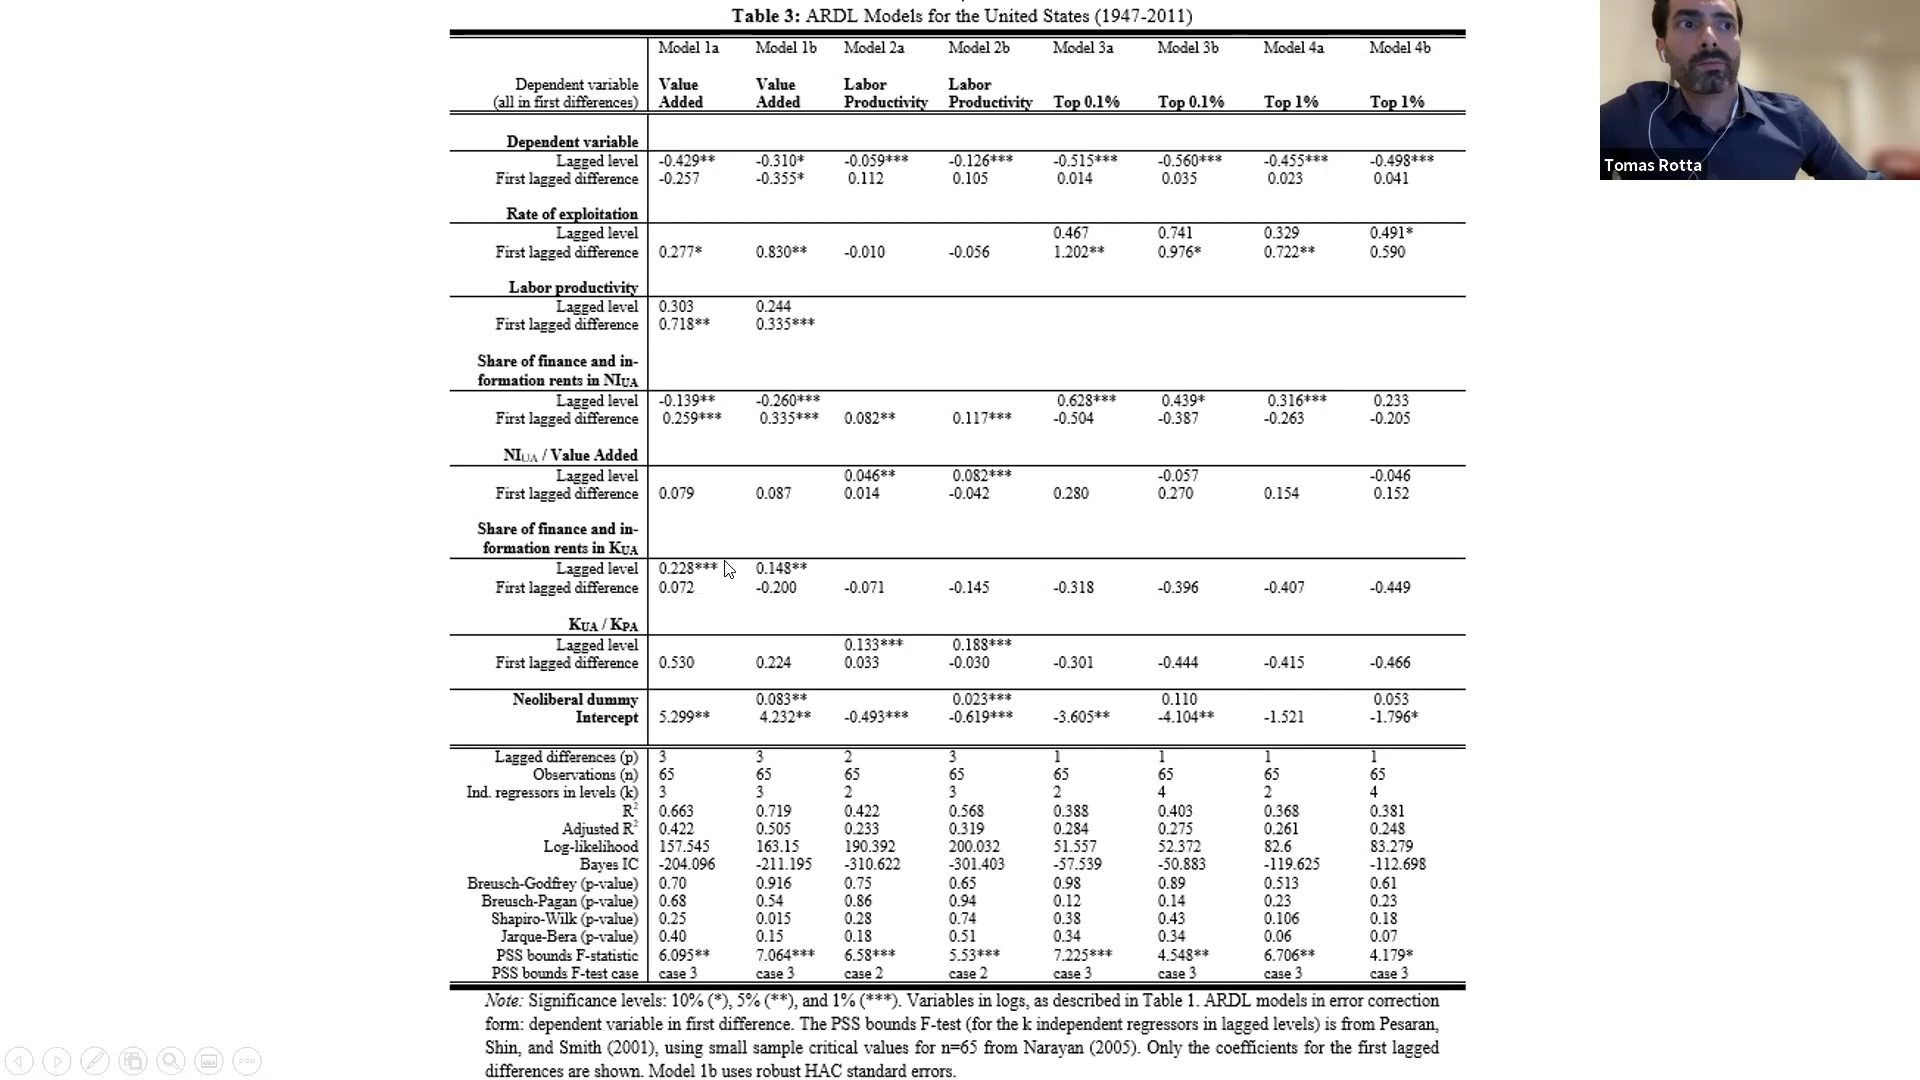 Table 3: ARDL Models for the United States (1947-2011)
Model 1a Model 1b Model 2a Model 2b Model 3a Model 3b Model 4a Model 4b
Dependent variable Value Value Labor Labor
(all in first differences) Added Added Productivity Productivity Top 0.1% Top 0.1% Top 1% Top 1%
Dependent variable
Lagged level -0.429** -0.310* -0.059*** -0.126*** -0.515*** -0.560*** -0.455*** -0.498***
First lagged difference -0.257 -0.355* 0.112 0.105 0.014 0.035 0.023 0.041
Rate of exploitation
Lagged level 0.467 0.741 0.329 0.491*
First lagged difference 0.277* 0.830** -0.010 -0.056 1.202** 0.976* 0.722** 0.590
Labor productivity
Lagged level 0.303 0.244
First lagged difference 0.718** 0.335***
Share of finance and in-
formation rents in NIUA
Lagged level -0.139** -0.260*** 0.628*** 0.439* 0.316*** 0.233
First lagged difference 0.259*** 0.335*** 0.082** 0.117*** -0.504 -0.387 -0.263 -0.205
NIUA / Value Added
Lagged level 0.046** 0.082*** -0.057 -0.046
First lagged difference 0.079 0.087 0.014 -0.042 0.280 0.270 0.154 0.152
Share of finance and in-
formation rents in KUA
Lagged level 0.228*** 0.148**
First lagged difference 0.072 -0.200 -0.071 -0.145 -0.318 -0.396 -0.407 -0.449
KUA / KPA
Lagged level 0.133*** 0.188***
First lagged difference 0.530 0.224 0.033 -0.030 -0.301 -0.444 -0.415 -0.466
Neoliberal dummy 0.083** 0.023*** 0.110 0.053
Intercept 5.299** 4.232** -0.493*** -0.619*** -3.605** -4.104** -1.521 -1.796*
Lagged differences (p) 3 3 2 3 1 1 1 1
Observations (n) 65 65 65 65 65 65 65 65
Ind. regressors in levels (k) 3 3 2 3 2 4 2 4
R² 0.663 0.719 0.422 0.568 0.388 0.403 0.368 0.381
Adjusted R² 0.422 0.505 0.233 0.319 0.284 0.275 0.261 0.248
Log-likelihood 157.545 163.15 190.392 200.032 51.557 52.372 82.6 83.279
Bayes IC -204.096 -211.195 -310.622 -301.403 -57.539 -50.883 -119.625 -112.698
Breusch-Godfrey (p-value) 0.70 0.916 0.75 0.65 0.98 0.89 0.513 0.61
Breusch-Pagan (p-value) 0.68 0.54 0.86 0.94 0.12 0.14 0.23 0.23
Shapiro-Wilk (p-value) 0.25 0.015 0.28 0.74 0.38 0.43 0.106 0.18
Jarque-Bera (p-value) 0.40 0.15 0.18 0.51 0.34 0.34 0.06 0.07
PSS bounds F-statistic 6.095** 7.064*** 6.58*** 5.53*** 7.225*** 4.548** 6.706** 4.179*
PSS bounds F-test case case 3 case 3 case 2 case 2 case 3 case 3 case 3 case 3
Note: Significance levels: 10% (*), 5% (**), and 1% (***). Variables in logs, as described in Table 1. ARDL models in error correction
form: dependent variable in first difference. The PSS bounds F-test (for the k independent regressors in lagged levels) is from Pesaran,
Shin, and Smith (2001), using small sample critical values for n=65 from Narayan (2005). Only the coefficients for the first lagged
differences are shown. Model 1b uses robust HAC standard errors.
Tomas Rotta